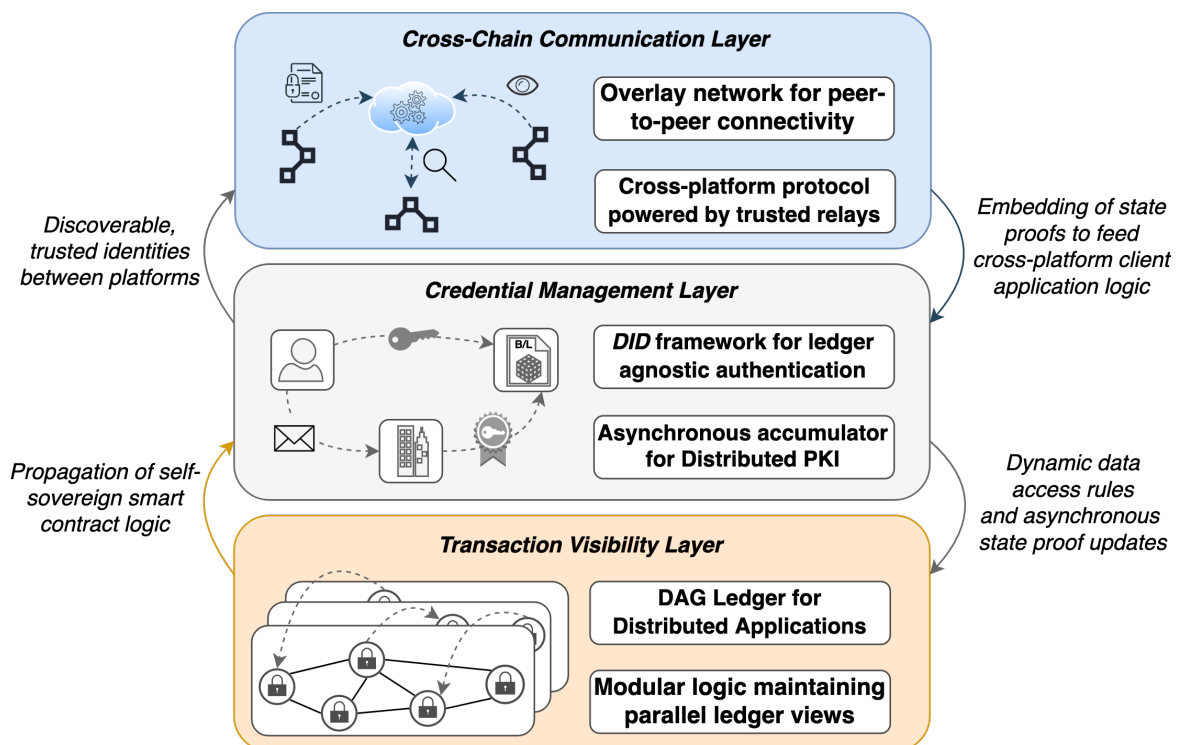 Cross-Chain Communication Layer
Overlay network for peer-
to-peer connectivity
Cross-platform protocol
powered by trusted relays
Discoverable,
trusted identities
between platforms
Embedding of state
proofs to feed
cross-platform client
application logic
Credential Management Layer
B/L
DID framework for ledger
agnostic authentication
Asynchronous accumulator
for Distributed PKI
Propagation of self-
sovereign smart
contract logic
Dynamic data
access rules
and asynchronous
state proof updates
Transaction Visibility Layer
DAG Ledger for
Distributed Applications
Modular logic maintaining
parallel ledger views